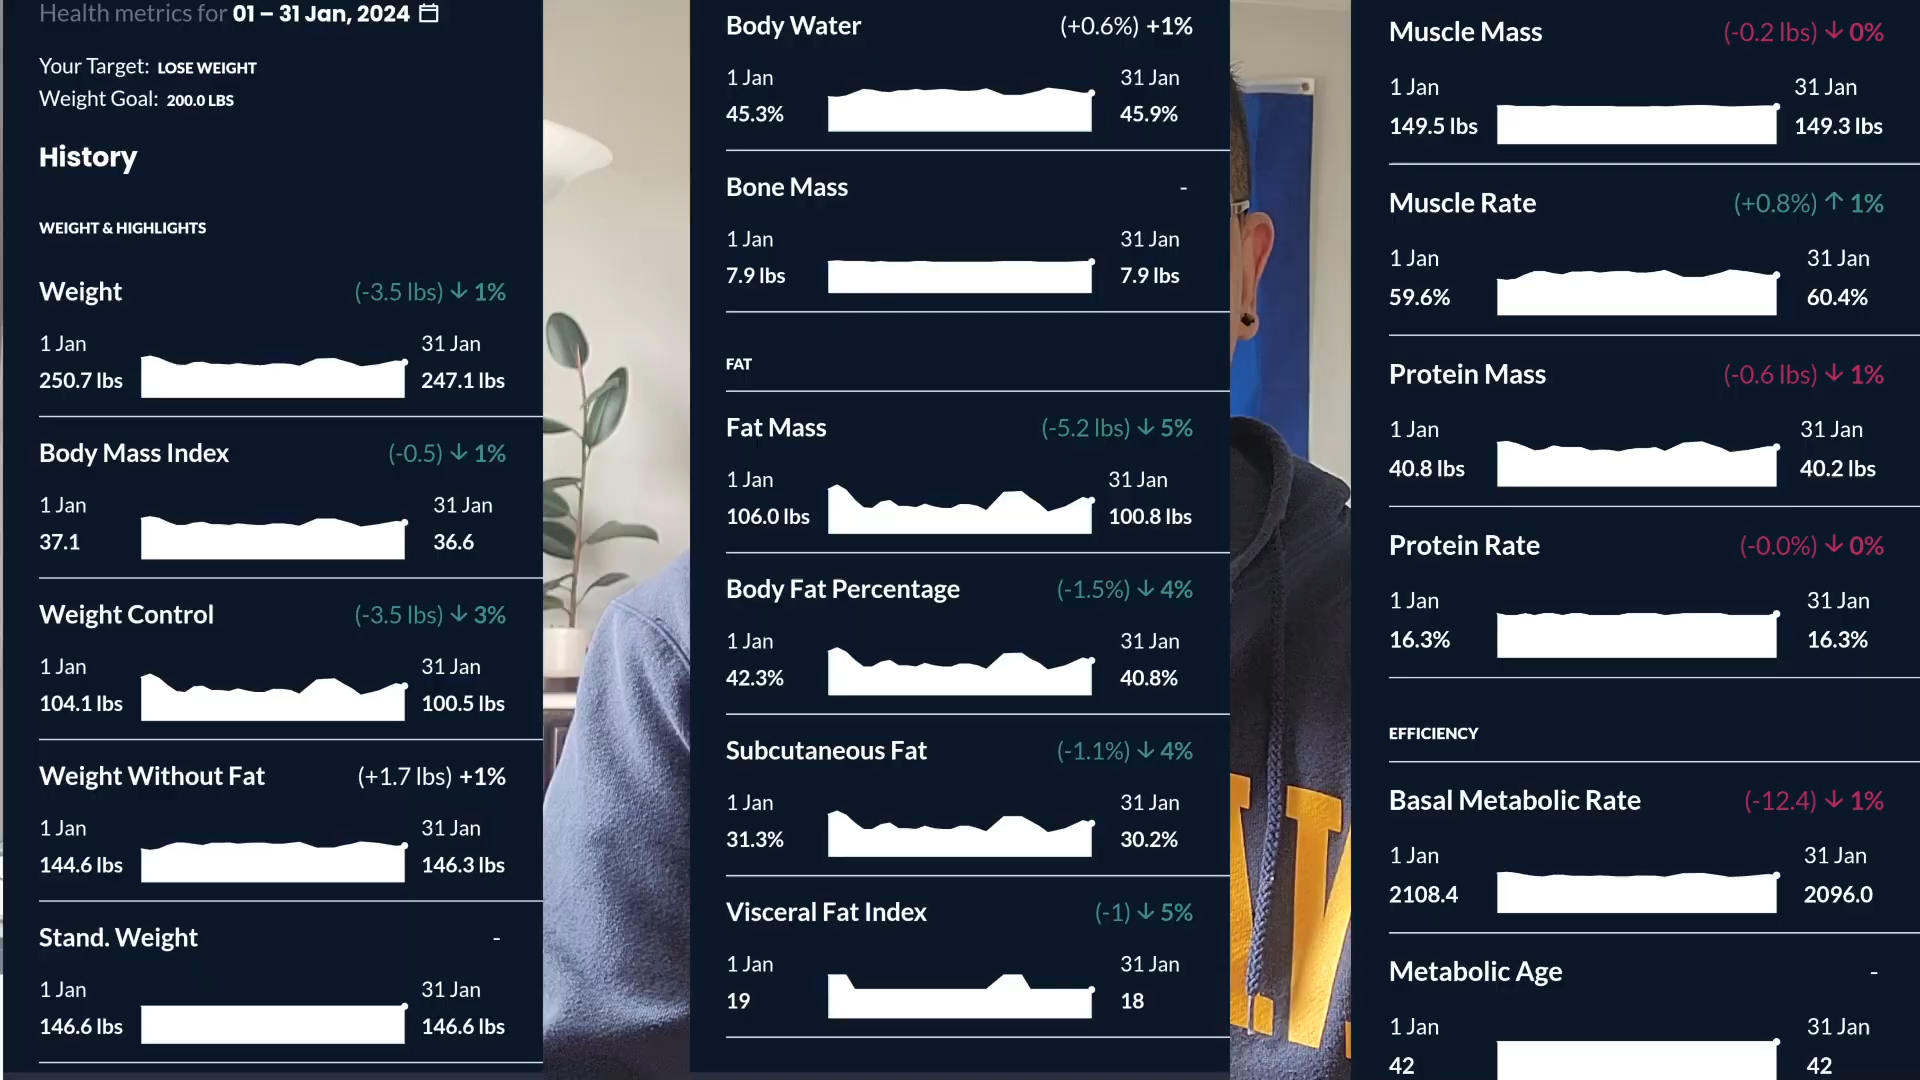 Health metrics for 01 – 31 Jan, 2024
Your Target: LOSE WEIGHT
Weight Goal: 200.0 LBS
History
WEIGHT & HIGHLIGHTS
Weight (-3.5 lbs) ↓ 1%
1 Jan 31 Jan
250.7 lbs 247.1 lbs
Body Mass Index (-0.5) ↓ 1%
1 Jan 31 Jan
37.1 36.6
Weight Control (-3.5 lbs) ↓ 3%
1 Jan 31 Jan
104.1 lbs 100.5 lbs
Weight Without Fat (+1.7 lbs) +1%
1 Jan 31 Jan
144.6 lbs 146.3 lbs
Stand. Weight -
1 Jan 31 Jan
146.6 lbs 146.6 lbs
Body Water (+0.6%) +1%
1 Jan 31 Jan
45.3% 45.9%
Bone Mass -
1 Jan 31 Jan
7.9 lbs 7.9 lbs
FAT
Fat Mass (-5.2 lbs) ↓ 5%
1 Jan 31 Jan
106.0 lbs 100.8 lbs
Body Fat Percentage (-1.5%) ↓ 4%
1 Jan 31 Jan
42.3% 40.8%
Subcutaneous Fat (-1.1%) ↓ 4%
1 Jan 31 Jan
31.3% 30.2%
Visceral Fat Index (-1) ↓ 5%
1 Jan 31 Jan
19 18
Muscle Mass (-0.2 lbs) ↓ 0%
1 Jan 31 Jan
149.5 lbs 149.3 lbs
Muscle Rate (+0.8%) ↑ 1%
1 Jan 31 Jan
59.6% 60.4%
Protein Mass (-0.6 lbs) ↓ 1%
1 Jan 31 Jan
40.8 lbs 40.2 lbs
Protein Rate (-0.0%) ↓ 0%
1 Jan 31 Jan
16.3% 16.3%
EFFICIENCY
Basal Metabolic Rate (-12.4) ↓ 1%
1 Jan 31 Jan
2108.4 2096.0
Metabolic Age -
1 Jan 31 Jan
42 42